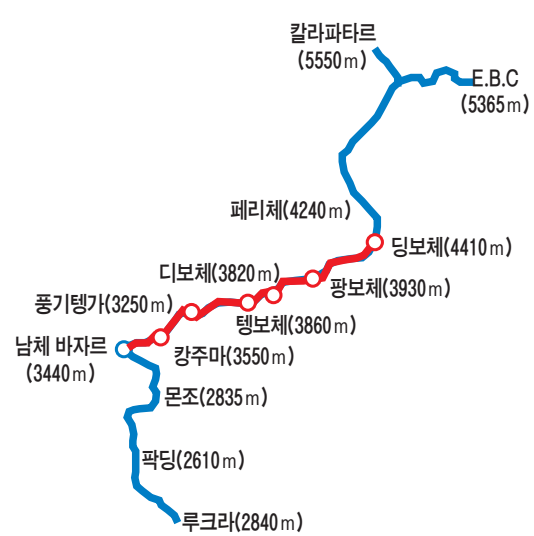 칼라파타르
(5550m)
E.B.C
(5365m)
페리체(4240m)
딩보체(4410m)
디보체(3820m)
팡보체(3930m)
풍기텡가(3250m)
텡보체(3860m)
남체 바자르
(3440m)
캉주마(3550m)
몬조(2835m)
팍딩(2610m)
루크라(2840m)